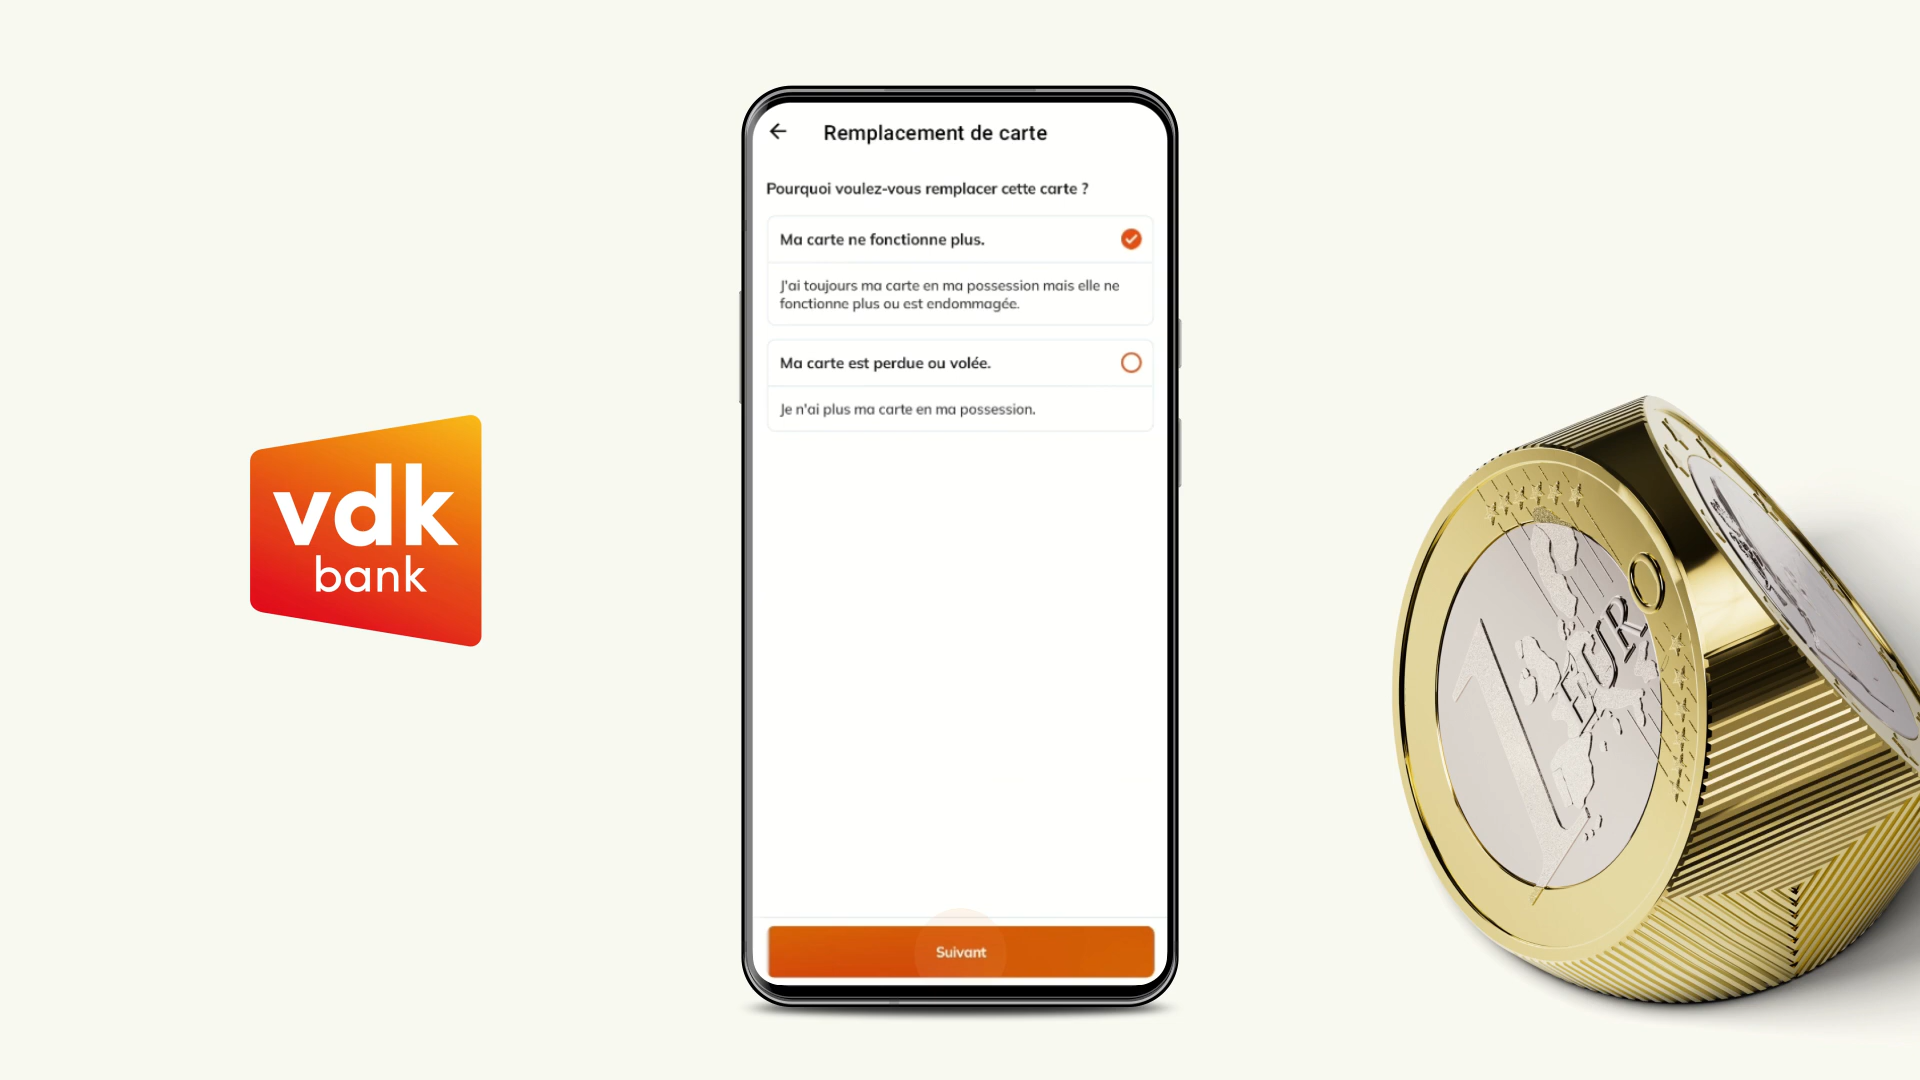 Remplacement de carte
Pourquoi voulez-vous remplacer cette carte ?
Ma carte ne fonctionne plus.
J'ai toujours ma carte en ma possession mais elle ne
fonctionne plus ou est endommagée.
Ma carte est perdue ou volée.
Je n'ai plus ma carte en ma possession.
Suivant
vdk
bank
1
EURO